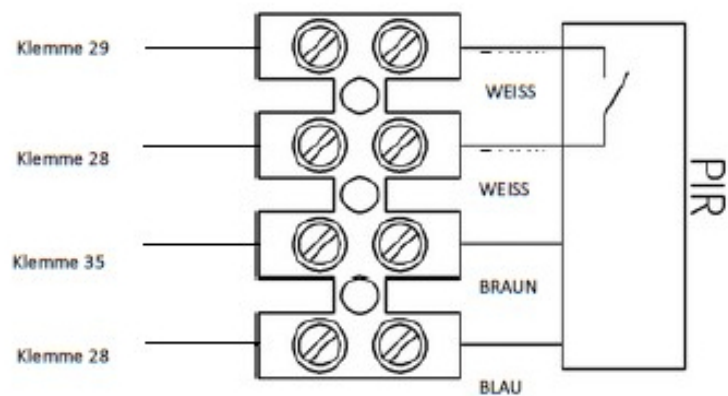 Klemme 29
WEISS
Klemme 28
WEISS
Klemme 35
BRAUN
Klemme 28
BLAU
PIR